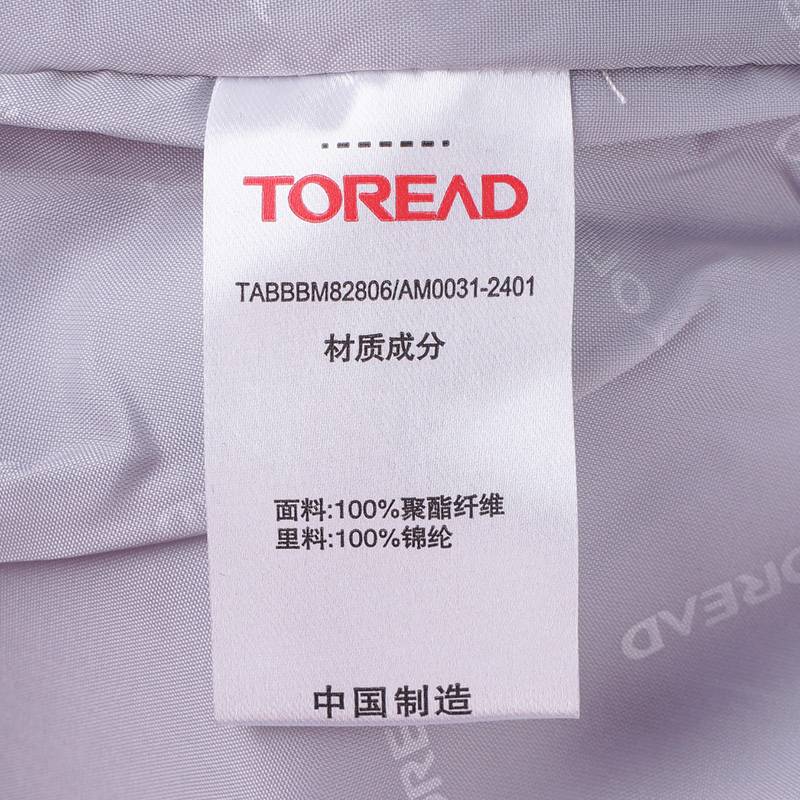 TOREAD
TABBBM82806/AM0031-2401
材质成分
面料:100%聚酯纤维
里料:100%锦纶
中国制造
TOREAD